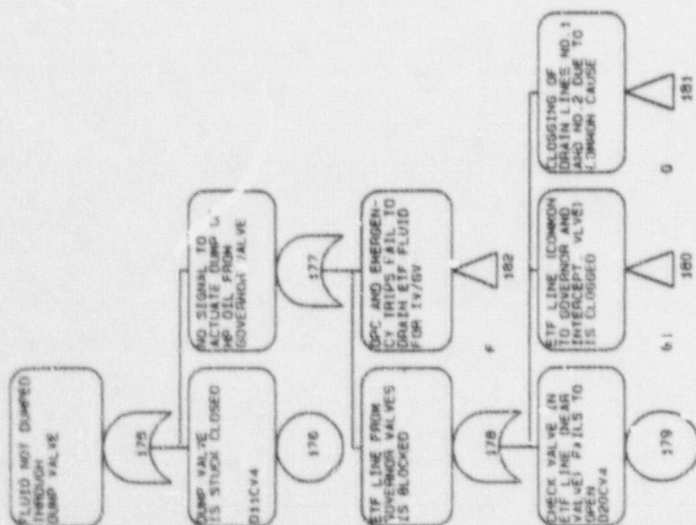 FLUID NOT DUMPED
THROUGH
DUMP VALVE
175
DUMP VALVE
IS STUCK CLOSED
D11CV4
176
NO SIGNAL TO
ACTUATE DUMP
HP OIL FROM
GOVERNOR VALVE
177
ETF LINE FROM
GOVERNOR VALVES
IS BLOCKED
178
OPC AND EMERGEN-
CY TRIPS FAIL TO
DRAIN ETF FLUID
FOR IV/GV
F
182
CHECK VALVE IN
ETF LINE (NEAR
VALVE) FAILS TO
OPEN
D20CV4
179
ETF LINE (COMMON
TO GOVERNOR AND
INTERCEPT. VLVE)
IS CLOGGED
180
CLOGGING OF
DRAIN LINES NO.1
AND NO.2 DUE TO
COMMON CAUSE
G
181